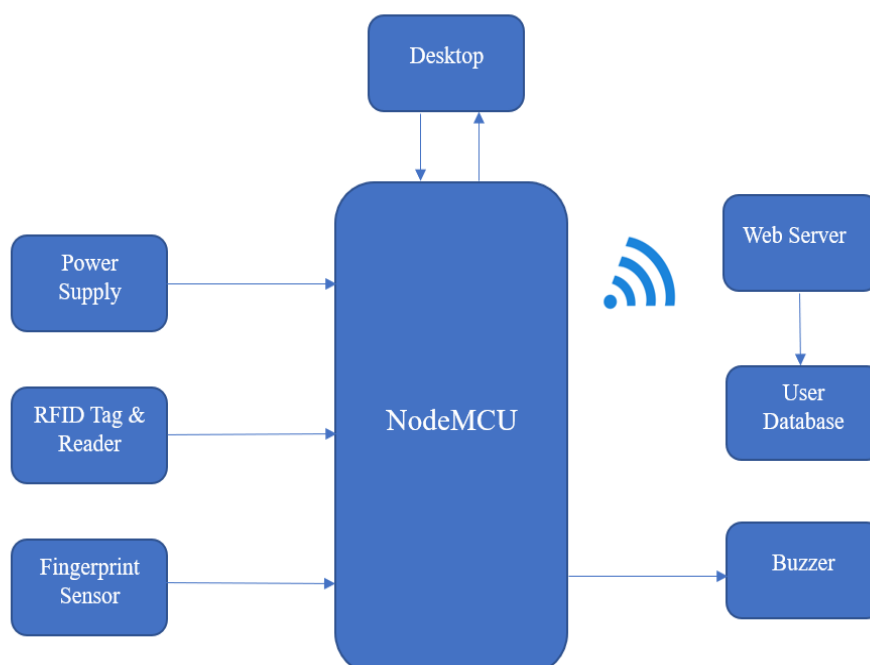 Desktop
Web Server
Power
Supply
User
Database
RFID Tag &
Reader
NodeMCU
Buzzer
Fingerprint
Sensor